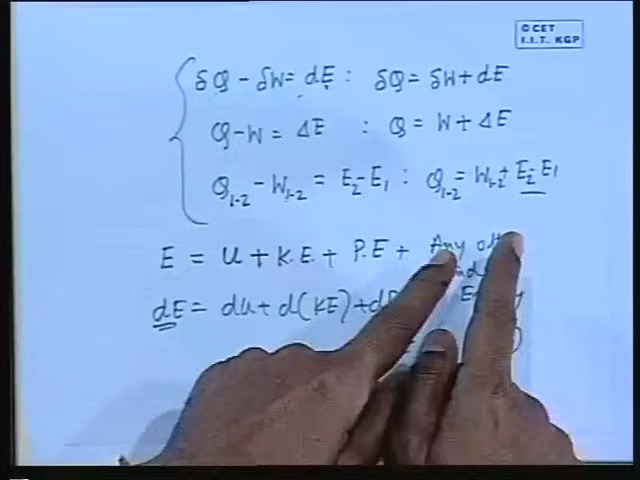 © CET
I.I.T. KGP
δQ - δW = dE : δQ = δW + dE
Q - W = ΔE : Q = W + ΔE
Q1-2 - W1-2 = E2 - E1 : Q1-2 = W1-2 + E2 - E1
E = U + K.E. + P.E + Any
dE = dU + d(KE) + d